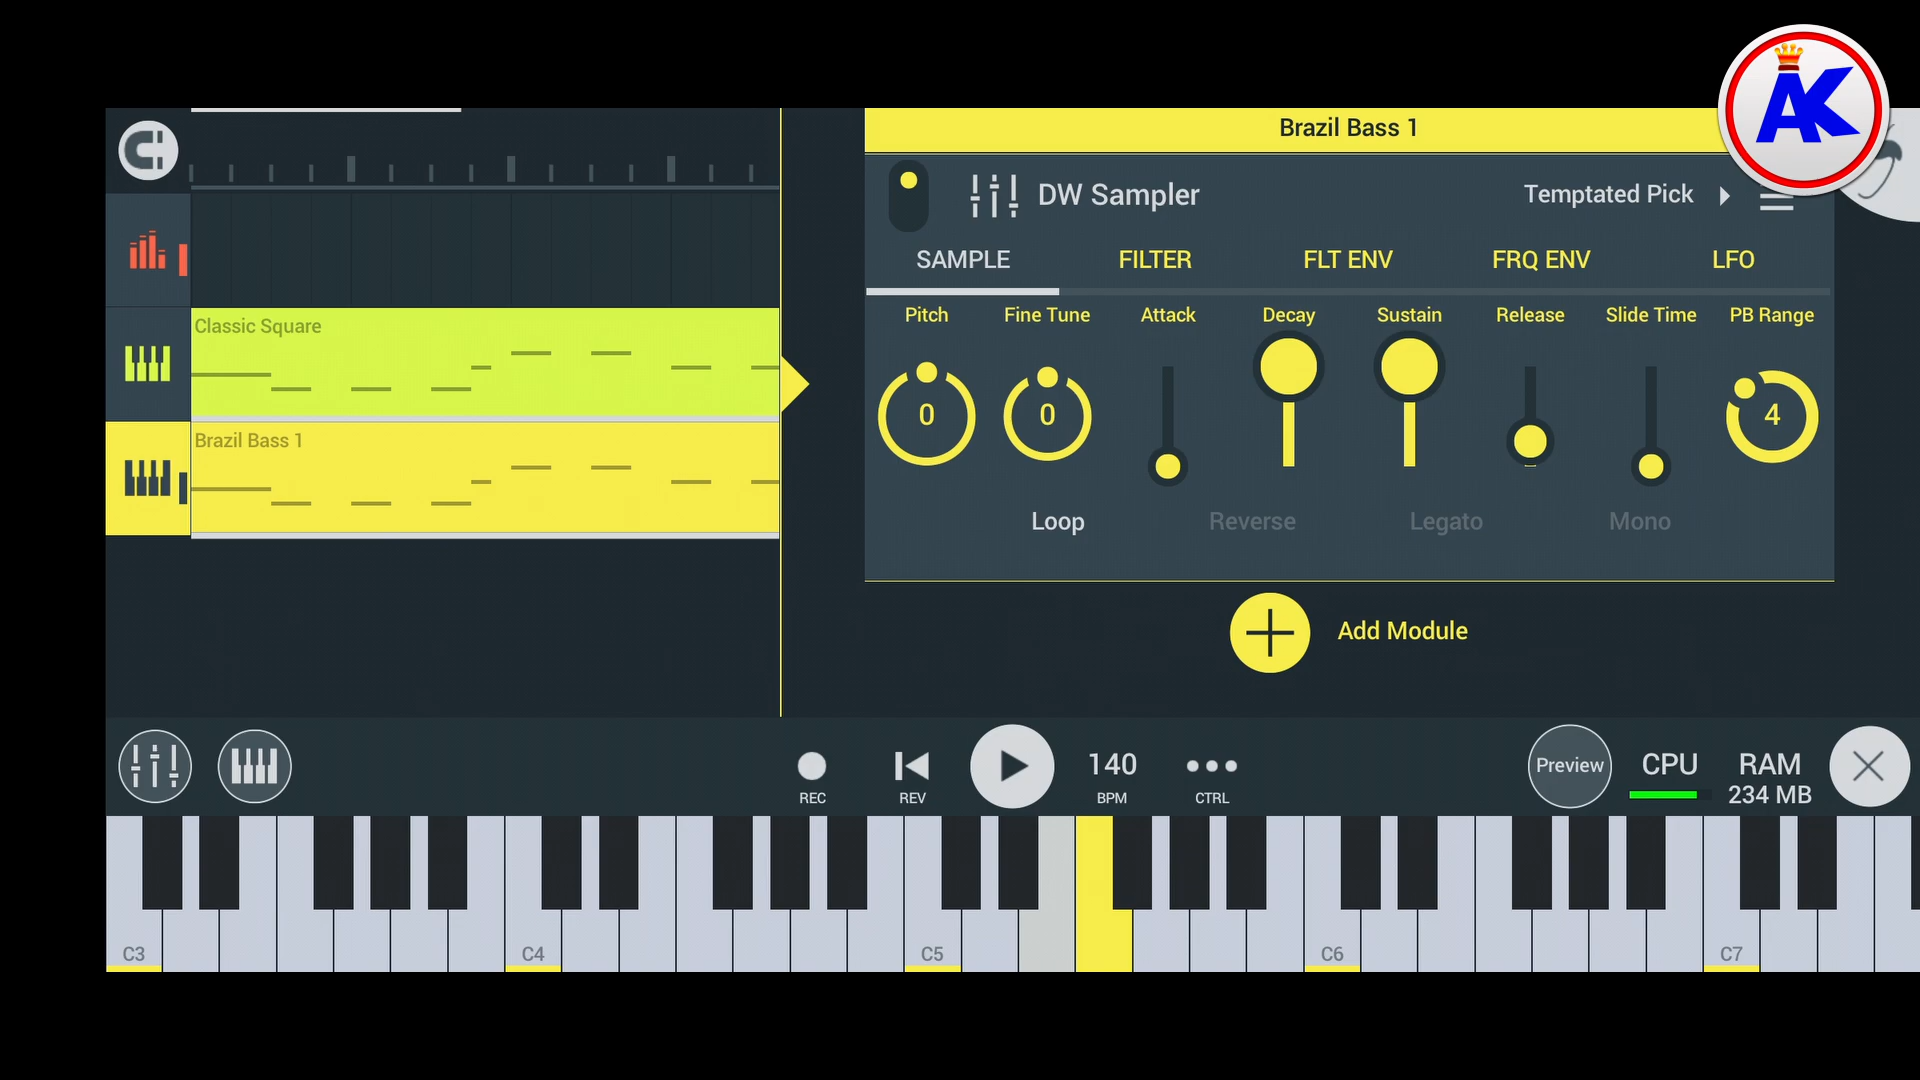 AK
Brazil Bass 1
DW Sampler
Temptated Pick
SAMPLE FILTER FLT ENV FRQ ENV LFO
Pitch Fine Tune Attack Decay Sustain Release Slide Time PB Range
0 0 4
Loop Reverse Legato Mono
Add Module
Classic Square
Brazil Bass 1
REC REV 140 BPM CTRL
Preview CPU RAM
234 MB
C3 C4 C5 C6 C7